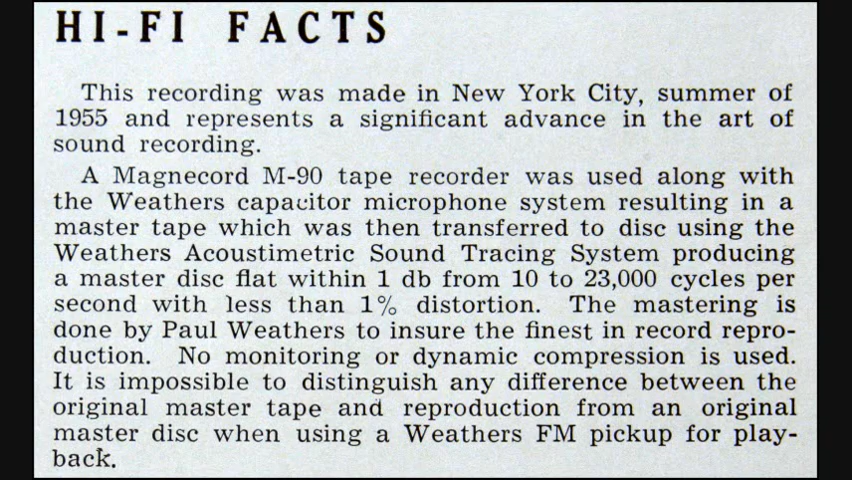 HI-FI FACTS
This recording was made in New York City, summer of
1955 and represents a significant advance in the art of
sound recording.
A Magnecord M-90 tape recorder was used along with
the Weathers capacitor microphone system resulting in a
master tape which was then transferred to disc using the
Weathers Acoustimetric Sound Tracing System producing
a master disc flat within 1 db from 10 to 23,000 cycles per
second with less than 1% distortion. The mastering is
done by Paul Weathers to insure the finest in record repro-
duction. No monitoring or dynamic compression is used.
It is impossible to distinguish any difference between the
original master tape and reproduction from an original
master disc when using a Weathers FM pickup for play-
back.